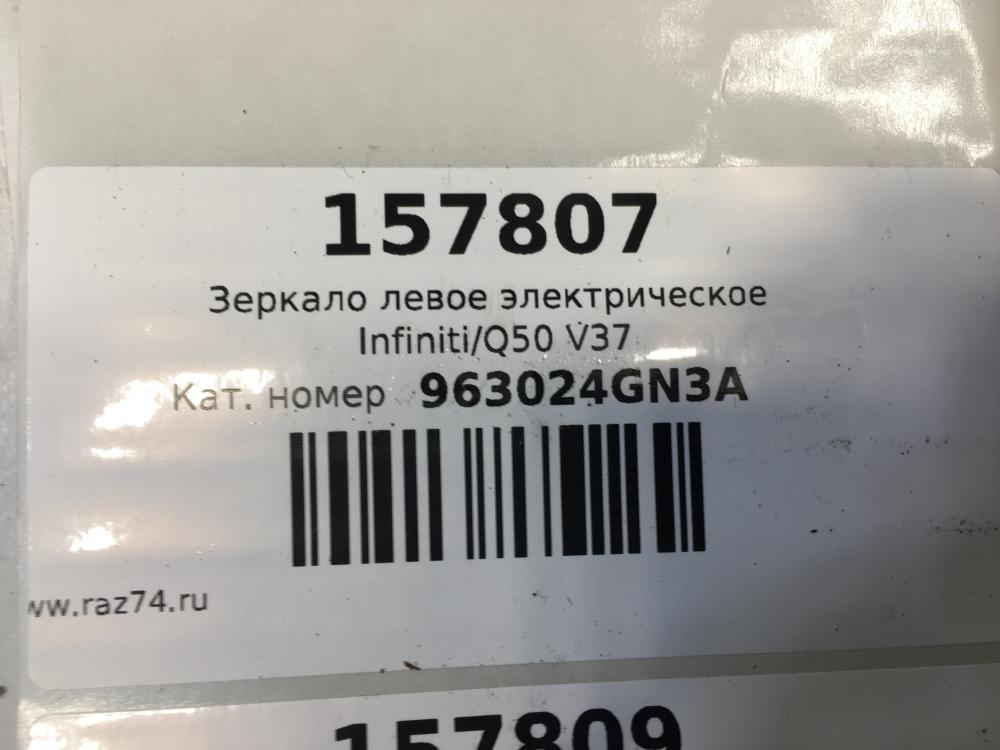 157807
Зеркало левое электрическое
Infiniti/Q50 V37
Кат. номер 963024GN3A
ww.raz74.ru
157809